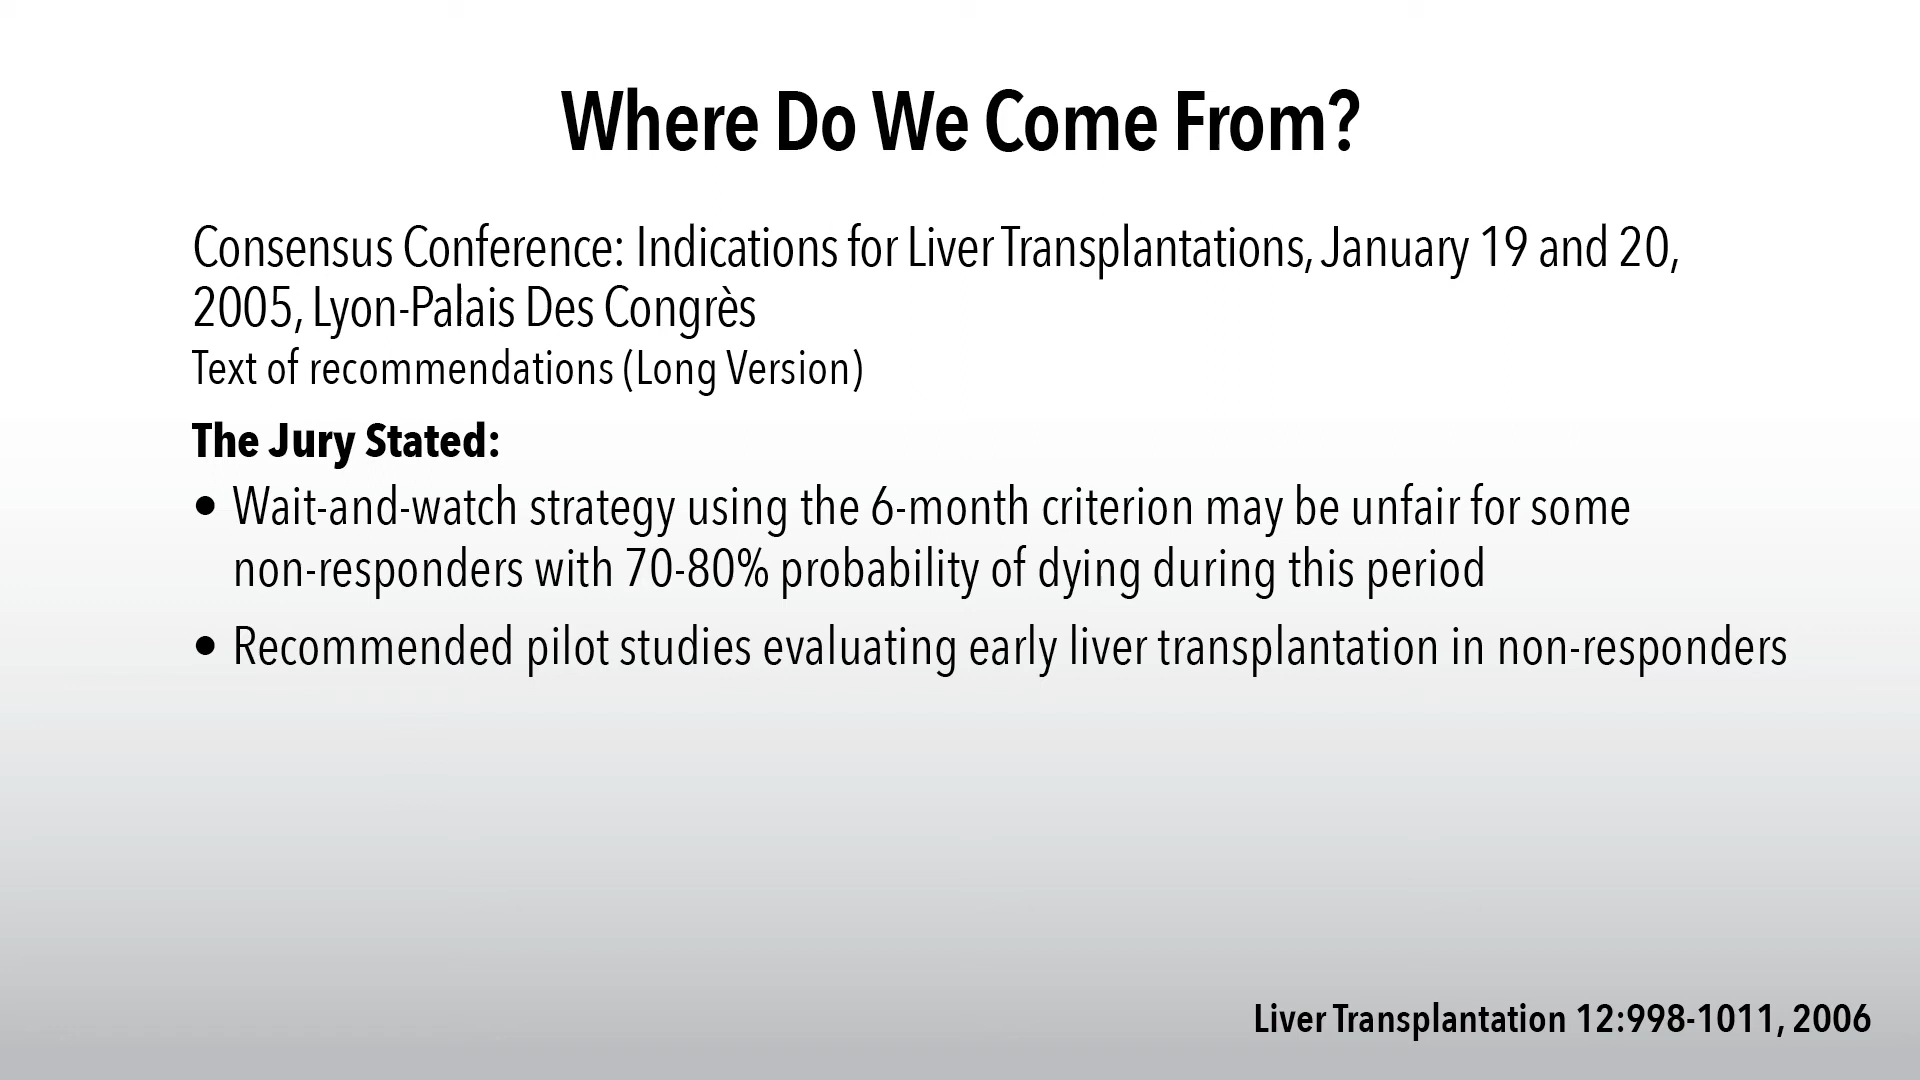 Where Do We Come From?
Consensus Conference: Indications for Liver Transplantations, January 19 and 20,
2005, Lyon-Palais Des Congrès
Text of recommendations (Long Version)
The Jury Stated:
• Wait-and-watch strategy using the 6-month criterion may be unfair for some
non-responders with 70-80% probability of dying during this period
• Recommended pilot studies evaluating early liver transplantation in non-responders
Liver Transplantation 12:998-1011, 2006